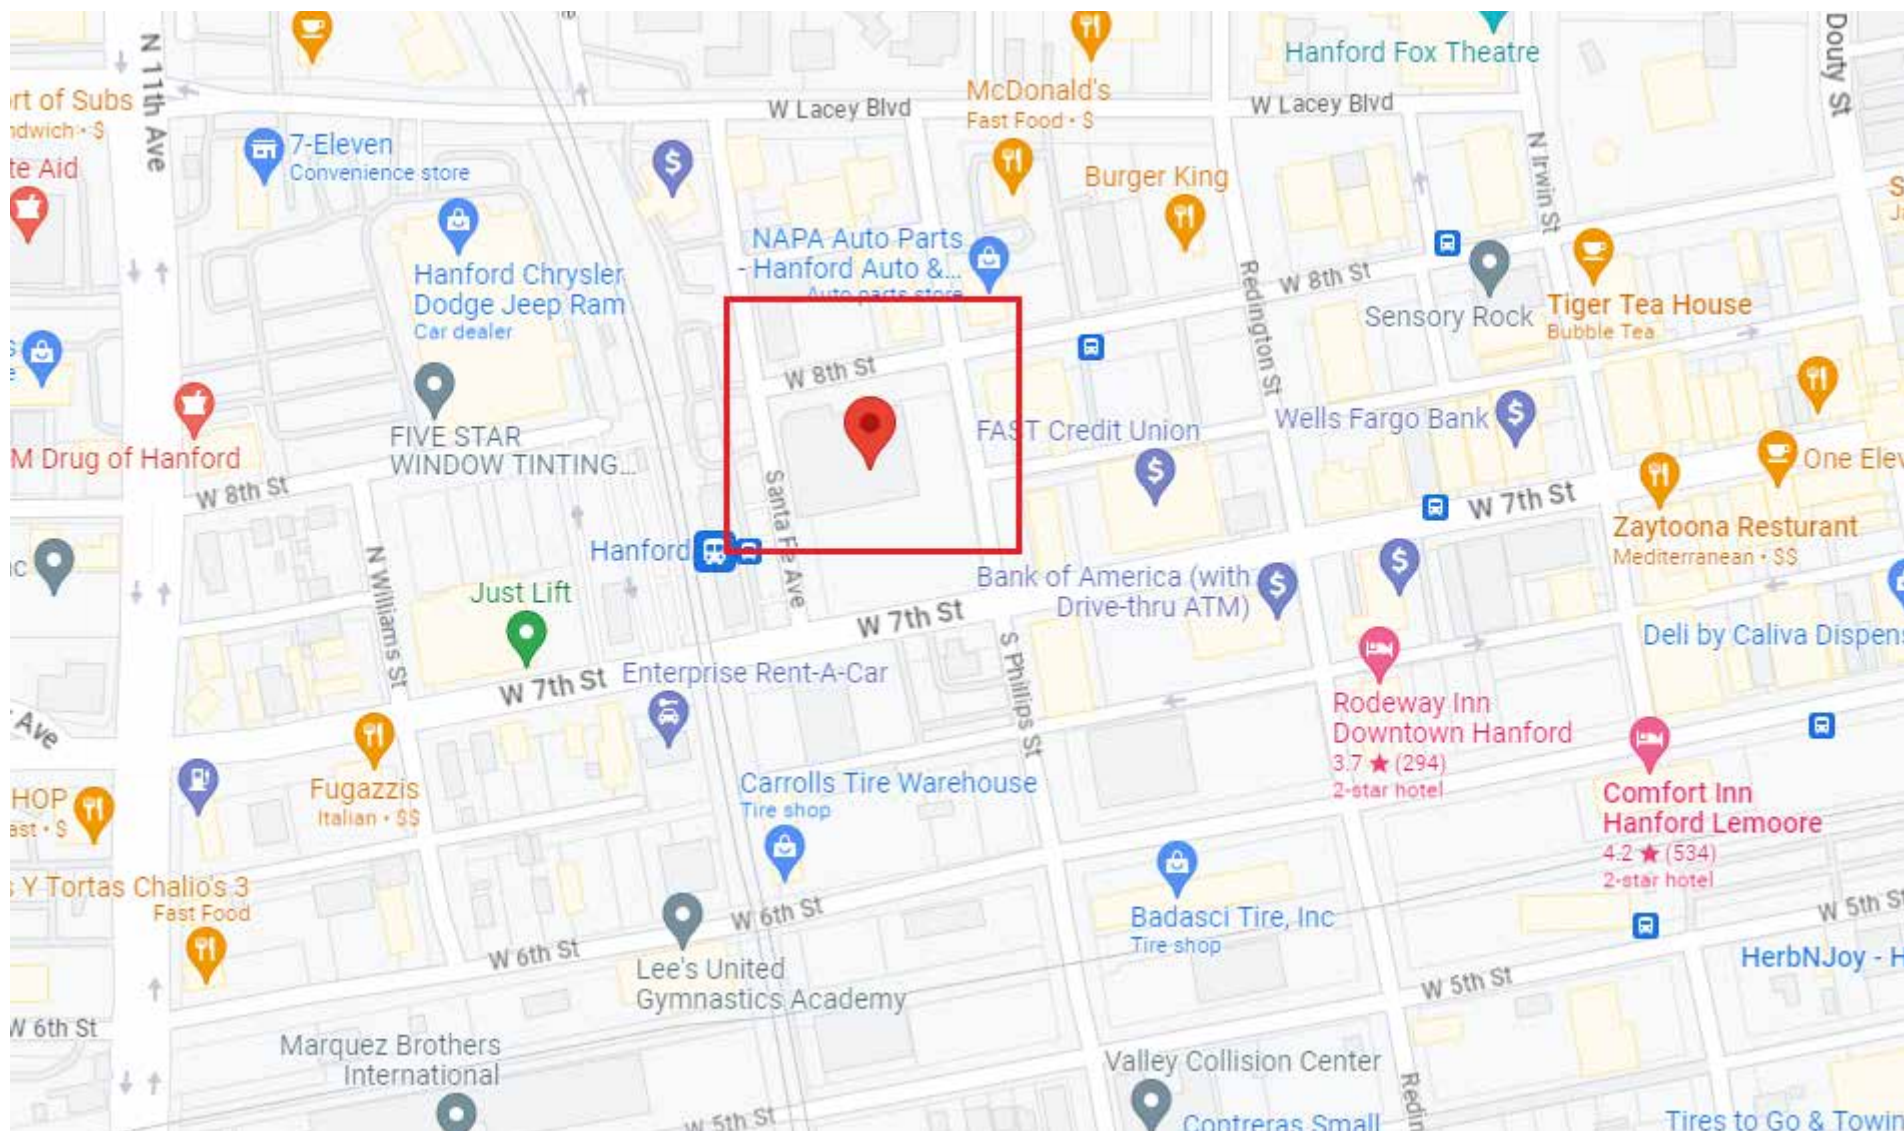 N 11th Ave
Hanford Fox Theatre
Douty St
McDonald's
Fast Food • $
W Lacey Blvd
W Lacey Blvd
rt of Subs
ndwich • $
te Aid
7-Eleven
Convenience store
N Irwin St
Burger King
NAPA Auto Parts
- Hanford Auto &...
Auto parts store
Hanford Chrysler
Dodge Jeep Ram
Car dealer
Redington St
W 8th St
Sensory Rock
Tiger Tea House
Bubble Tea
W 8th St
FIVE STAR
WINDOW TINTING...
FAST Credit Union
Wells Fargo Bank
M Drug of Hanford
One Elev
W 8th St
Santa Fe Ave
W 7th St
Zaytoona Resturant
Mediterranean • $$
Hanford
N Williams St
Just Lift
Bank of America (with
Drive-thru ATM)
W 7th St
S Phillips St
Deli by Caliva Dispens
Enterprise Rent-A-Car
W 7th St
Rodeway Inn
Downtown Hanford
3.7 ★ (294)
2-star hotel
Ave
Fugazzis
Italian • $$
HOP
ast • $
Carrolls Tire Warehouse
Tire shop
Comfort Inn
Hanford Lemoore
4.2 ★ (534)
2-star hotel
Y Tortas Chalio's 3
Fast Food
W 6th St
Badasci Tire, Inc
Tire shop
W 5th St
W 6th St
Lee's United
Gymnastics Academy
HerbNJoy - H
W 5th St
W 6th St
Marquez Brothers
International
Valley Collision Center
Redin
W 5th St
Contreras Small
Tires to Go & Towin